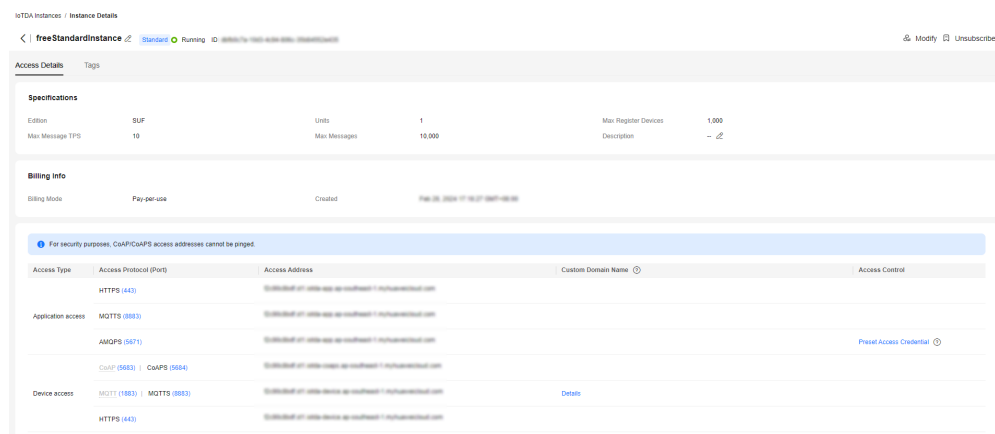 IoTDA Instances / Instance Details
freeStandardInstance Standard Running ID: Modify Unsubscribe
Access Details Tags
Specifications
Edition SUF Units 1 Max Register Devices 1,000
Max Message TPS 10 Max Messages 10,000 Description --
Billing Info
Billing Mode Pay-per-use Created
For security purposes, CoAP/CoAPS access addresses cannot be pinged.
Access Type Access Protocol (Port) Access Address Custom Domain Name Access Control
HTTPS (443)
Application access MQTTS (8883)
AMQPS (5671) Preset Access Credential
CoAP (5683) | CoAPS (5684)
Device access MQTT (1883) | MQTTS (8883) Details
HTTPS (443)